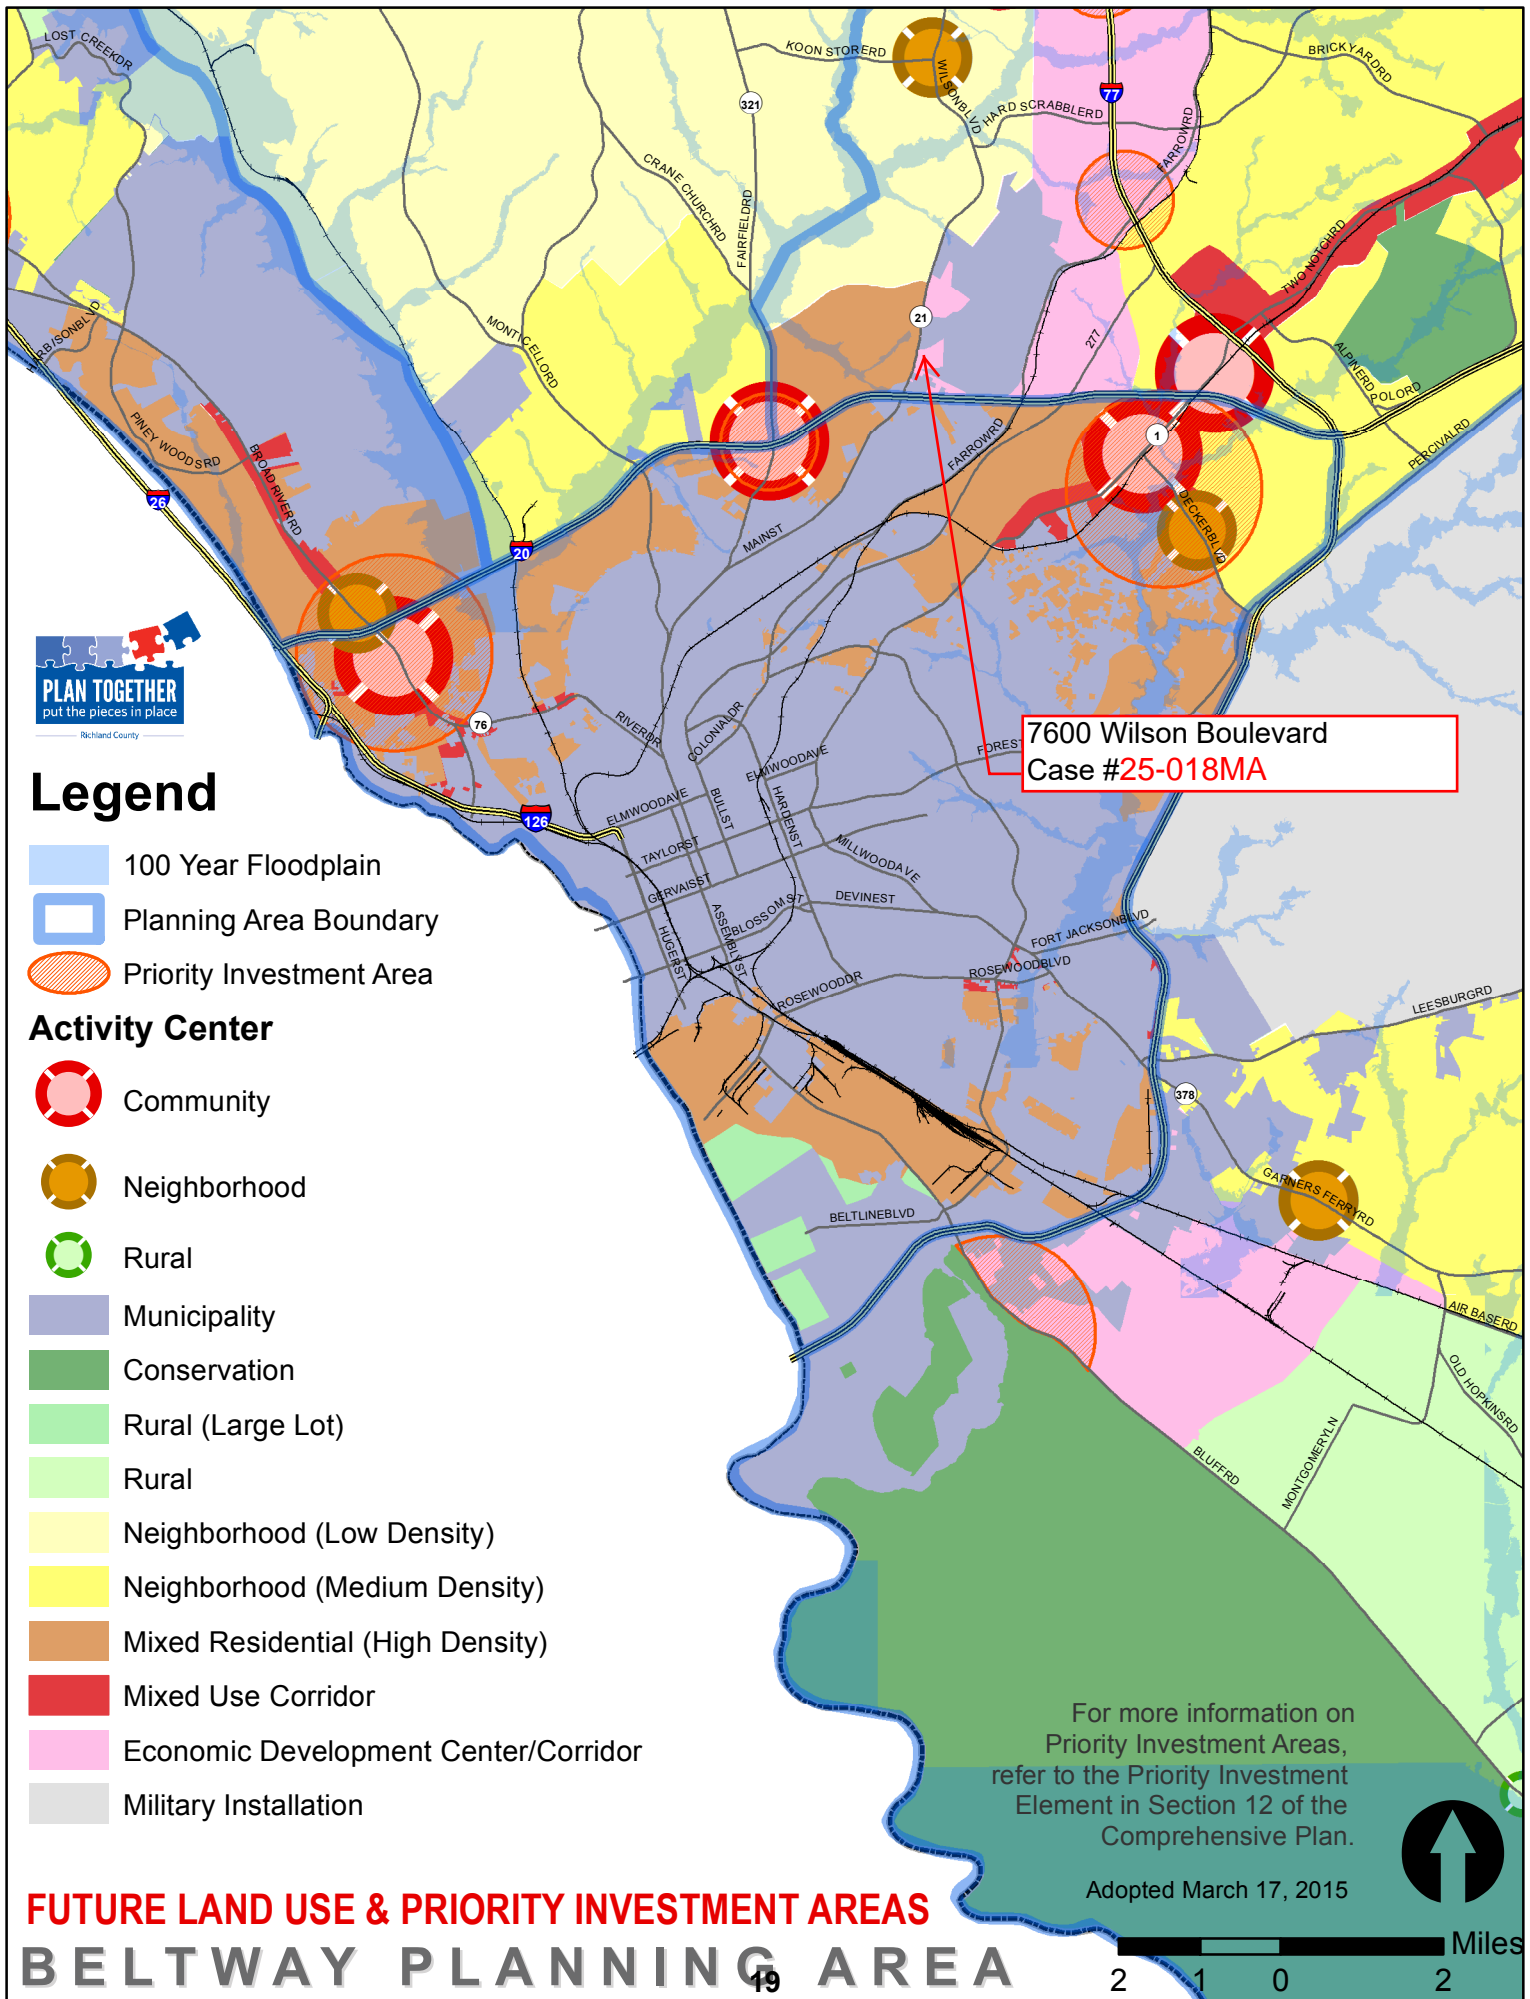 LOST CREEKDR
KOON STORERD
WILSONBLVD
BRICKYARDRD
77
321
HARD SCRABBLERD
FARROWRD
CRANE CHURCHRD
FAIRFIELDRD
TWO NOTCHRD
HARBISONBLVD
MONTICELLORD
21
277
ALPINERD
POLORD
PINEY WOODSRD
BROAD RIVERRD
FARROWRD
1
PERCIVALRD
26
DECKERBLVD
20
MAINST
PLAN TOGETHER
put the pieces in place
Richland County
76
RIVERDR
COLONIALDR
FOREST
7600 Wilson Boulevard
Case #25-018MA
Legend
ELMWOODAVE
ELMWOODAVE
BULLST
HARDENST
126
TAYLORST
MILLWOODAVE
100 Year Floodplain
GERVAISST
DEVINEST
Planning Area Boundary
BLOSSOMST
ASSEMBLYST
HUGERST
FORT JACKSONBLVD
Priority Investment Area
ROSEWOODBLVD
ROSEWOODDR
LEESBURGRD
Activity Center
Community
378
Neighborhood
GARNERS FERRYRD
BELTLINEBLVD
Rural
Municipality
AIR BASERD
Conservation
OLD HOPKINSRD
Rural (Large Lot)
MONTGOMERYLN
BLUFFRD
Rural
Neighborhood (Low Density)
Neighborhood (Medium Density)
Mixed Residential (High Density)
Mixed Use Corridor
Economic Development Center/Corridor
Military Installation
For more information on
Priority Investment Areas,
refer to the Priority Investment
Element in Section 12 of the
Comprehensive Plan.
Adopted March 17, 2015
FUTURE LAND USE & PRIORITY INVESTMENT AREAS
BELTWAY PLANNING AREA
19
Miles
2 1 0 2